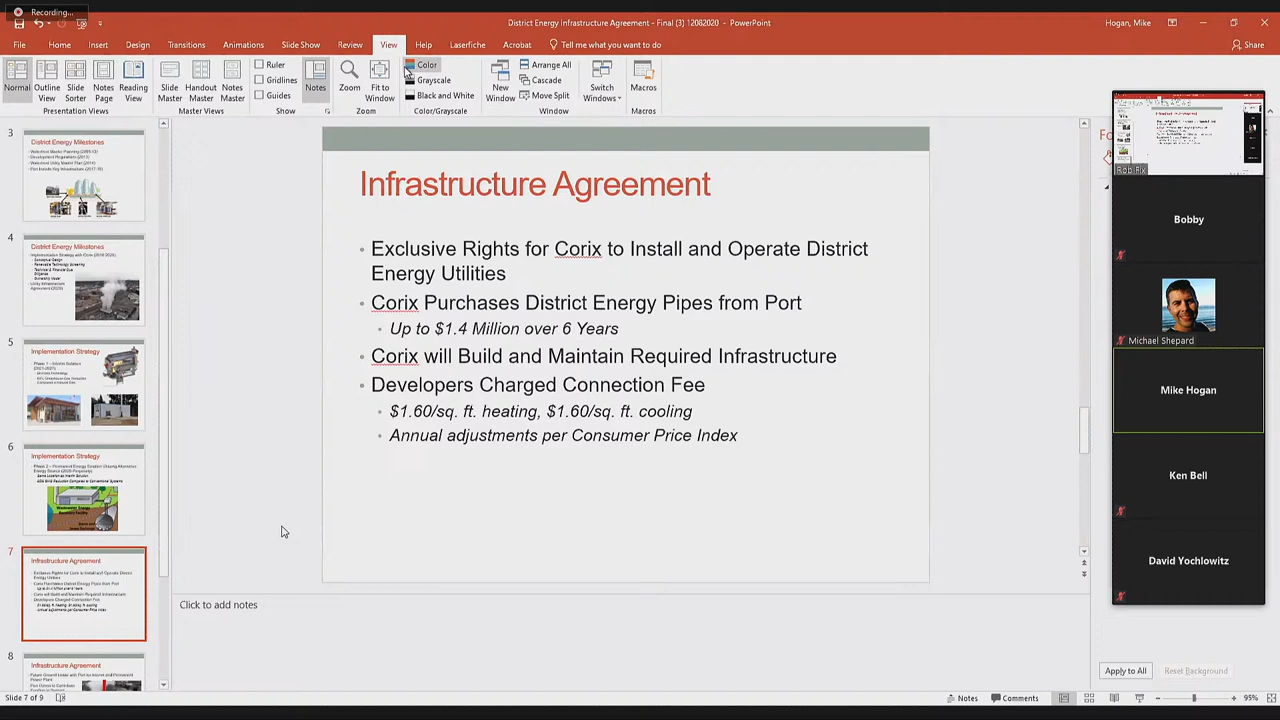 Recording...
District Energy Infrastructure Agreement - Final (3) 12082020 - PowerPoint
Hogan, Mike
File Home Insert Design Transitions Animations Slide Show Review View Help Laserfiche Acrobat Tell me what you want to do
Share
Normal Outline View Slide Sorter Notes Page Reading View
Presentation Views
Slide Master Handout Master Notes Master
Master Views
Ruler
Gridlines
Guides
Show
Notes
Zoom Fit to Window
Zoom
Color
Grayscale
Black and White
Color/Grayscale
New Window
Arrange All
Cascade
Move Split
Switch Windows
Window
Macros
Macros
3
District Energy Milestones
4
District Energy Milestones
5
Implementation Strategy
6
Implementation Strategy
7
Infrastructure Agreement
8
Infrastructure Agreement
Infrastructure Agreement
Exclusive Rights for Corix to Install and Operate District
Energy Utilities
Corix Purchases District Energy Pipes from Port
Up to $1.4 Million over 6 Years
Corix will Build and Maintain Required Infrastructure
Developers Charged Connection Fee
$1.60/sq. ft. heating, $1.60/sq. ft. cooling
Annual adjustments per Consumer Price Index
Click to add notes
Rob Fix
Bobby
Michael Shepard
Mike Hogan
Ken Bell
David Yochlowitz
Apply to All Reset Background
Slide 7 of 9
Notes Comments 95%